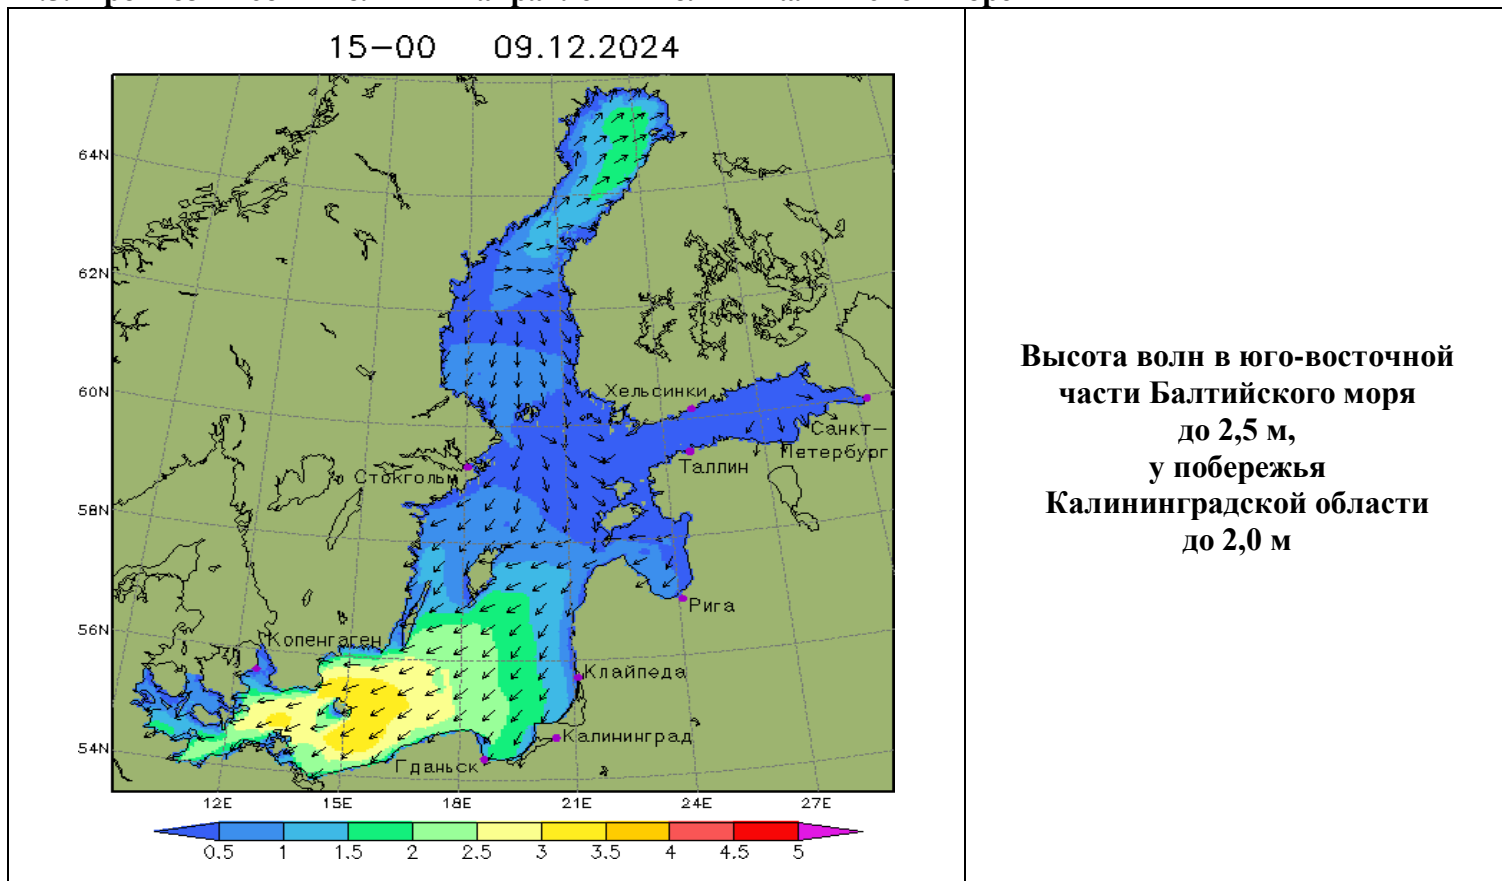 15-00 09.12.2024
64N
62N
60N
58N
56N
54N
Хельсинки
Санкт-
Петербург
Таллин
Стокгольм
Рига
Копенгаген
Клайпеда
Калининград
Гданьск
12E 15E 18E 21E 24E 27E
0.5 1 1.5 2 2.5 3 3.5 4 4.5 5
Высота волн в юго-восточной
части Балтийского моря
до 2,5 м,
у побережья
Калининградской области
до 2,0 м